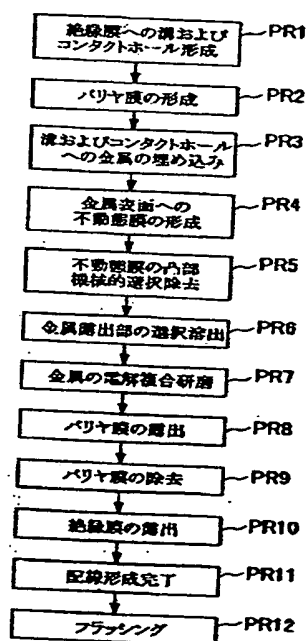 絶縁膜への溝および
コンタクトホール形成
PR1
バリヤ膜の形成
PR2
溝およびコンタクトホール
への金属の埋め込み
PR3
金属表面への
不動態膜の形成
PR4
不動態膜の凸部
機械的選択除去
PR5
金属露出部の選択溶出
PR6
金属の電解複合研磨
PR7
バリヤ膜の露出
PR8
バリヤ膜の除去
PR9
絶縁膜の露出
PR10
配線形成完了
PR11
フラッシング
PR12